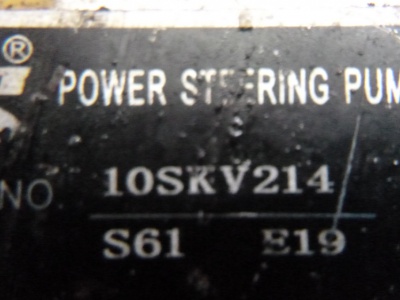 ®
POWER STEERING PUM
NO 10SKV214
S61 E19